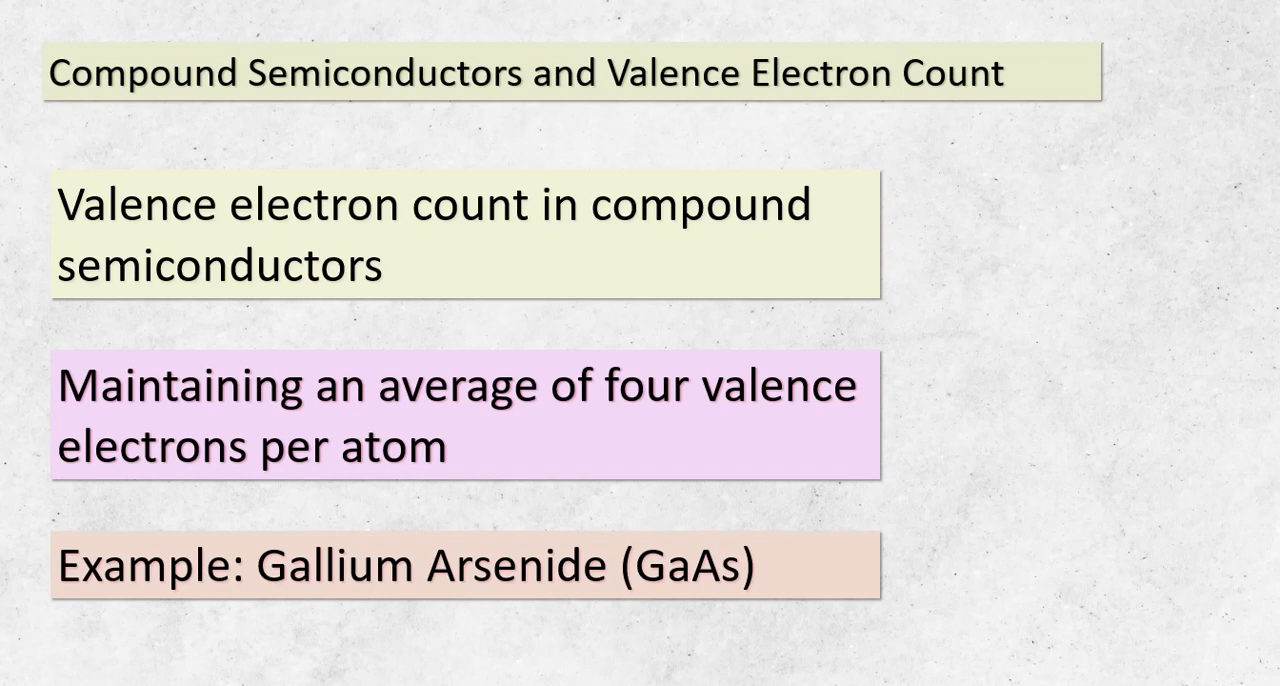 Compound Semiconductors and Valence Electron Count
Valence electron count in compound
semiconductors
Maintaining an average of four valence
electrons per atom
Example: Gallium Arsenide (GaAs)